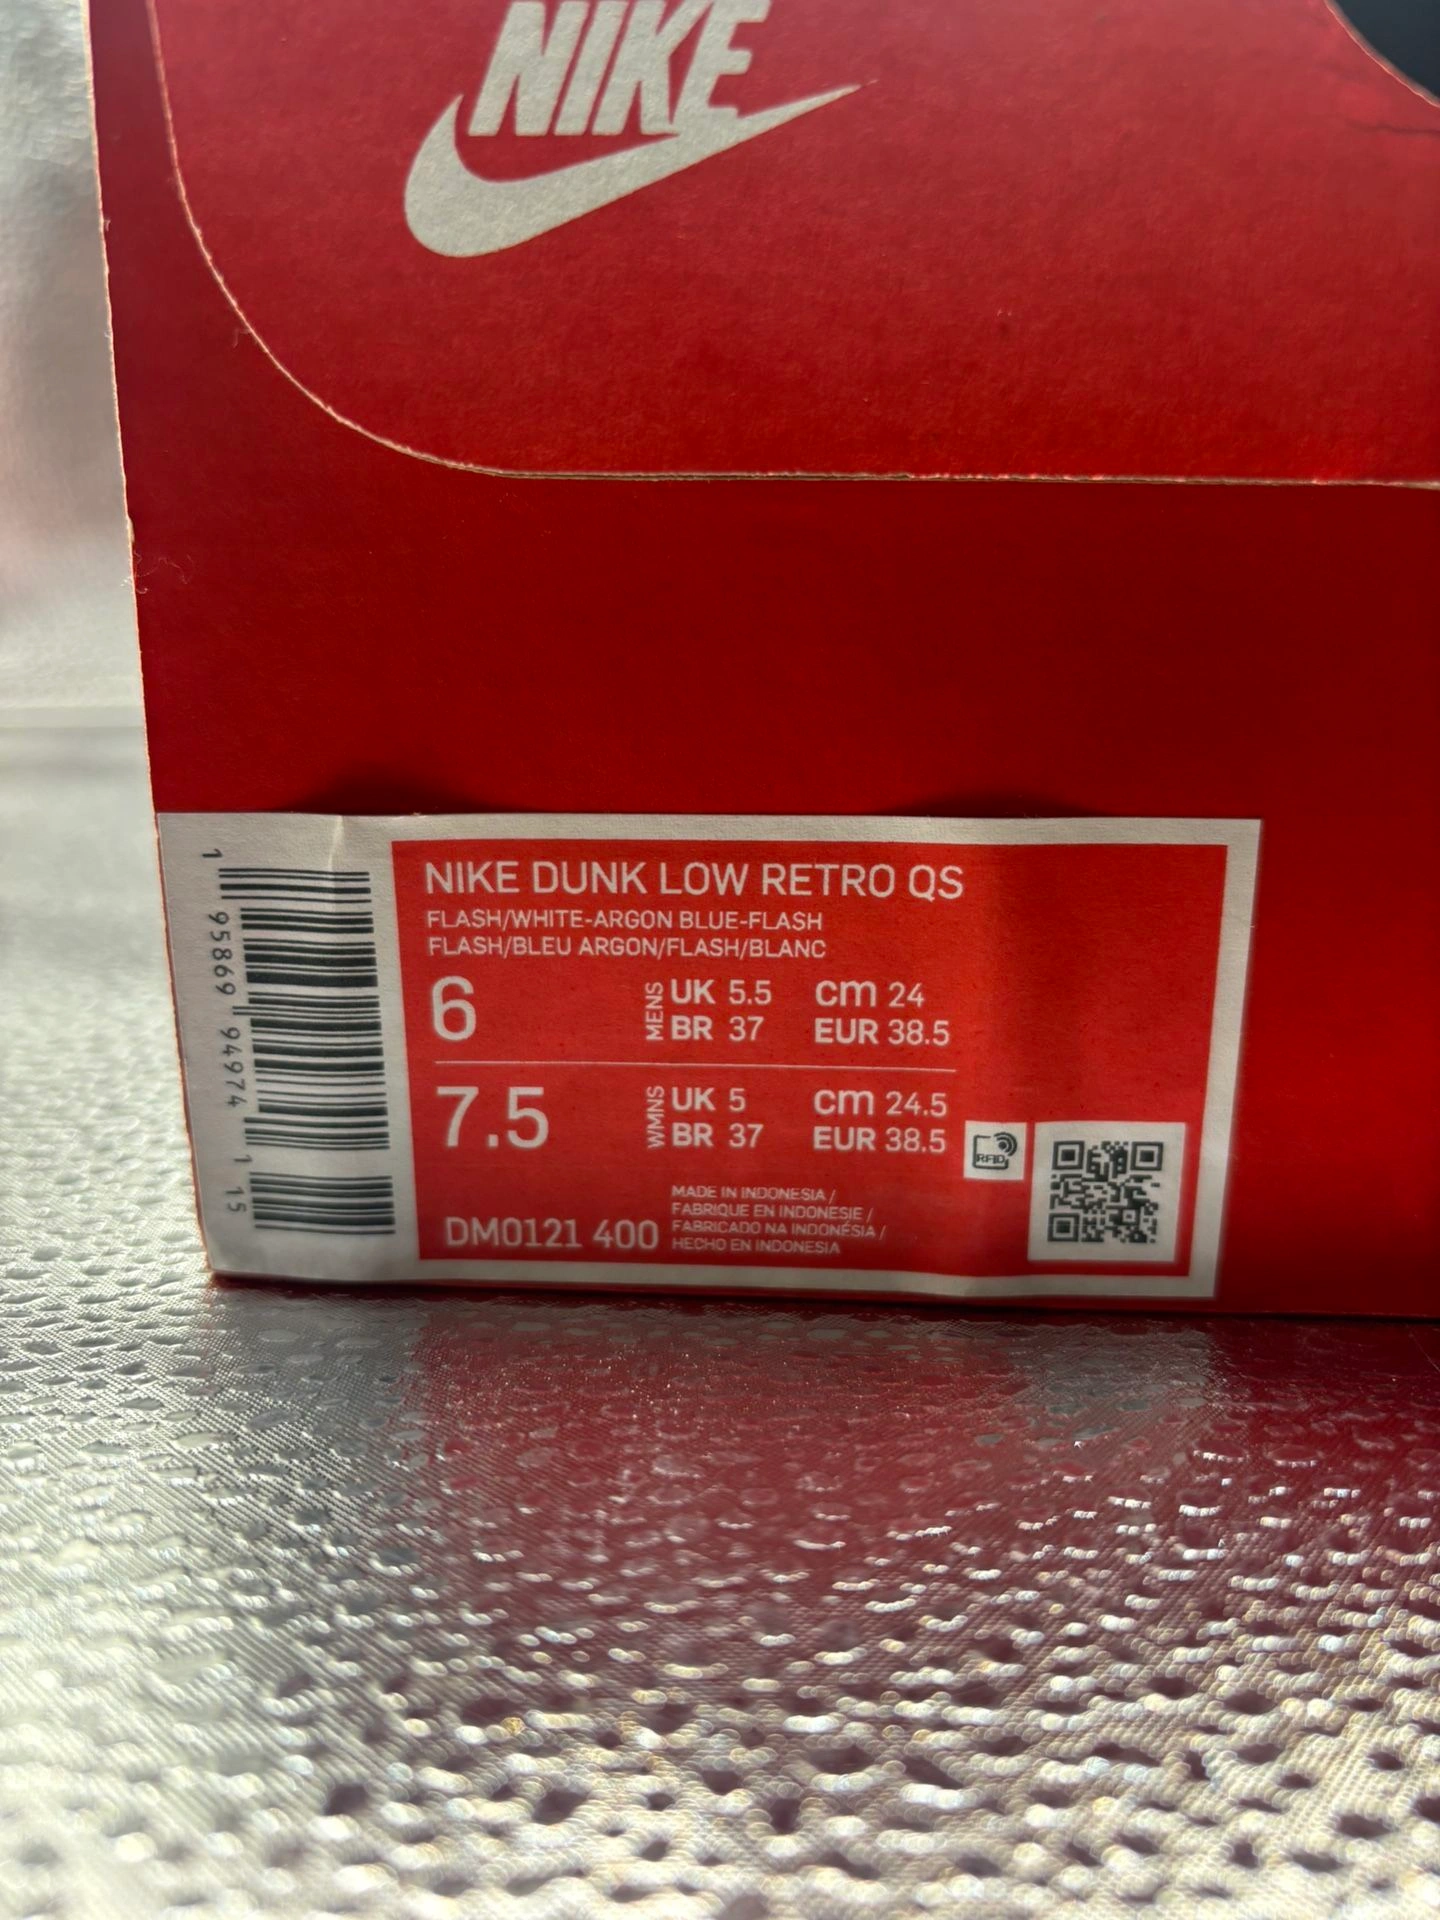 NIKE
NIKE DUNK LOW RETRO QS
FLASH/WHITE-ARGON BLUE-FLASH
FLASH/BLEU ARGON/FLASH/BLANC
6 MENS UK 5.5 cm 24
BR 37 EUR 38.5
7.5 WMNS UK 5 cm 24.5
BR 37 EUR 38.5
RFID
MADE IN INDONESIA /
FABRIQUE EN INDONESIE /
FABRICADO NA INDONÉSIA /
HECHO EN INDONESIA
DM0121 400
1 95869 94974 1 15